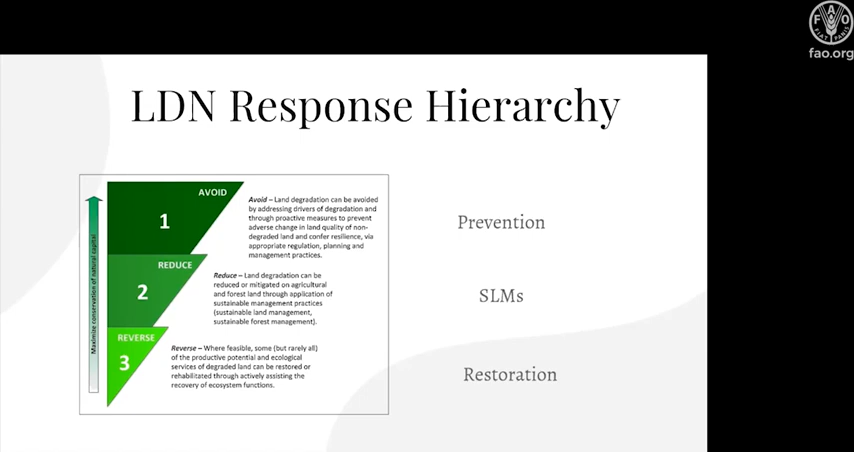 F A O
FIAT PANIS
fao.org
LDN Response Hierarchy
Maximize conservation of natural capital
AVOID
1
Avoid – Land degradation can be avoided
by addressing drivers of degradation and
through proactive measures to prevent
adverse change in land quality of non-
degraded land and confer resilience, via
appropriate regulation, planning and
management practices.
REDUCE
2
Reduce – Land degradation can be
reduced or mitigated on agricultural
and forest land through application of
sustainable management practices
(sustainable land management,
sustainable forest management).
REVERSE
3
Reverse – Where feasible, some (but rarely all)
of the productive potential and ecological
services of degraded land can be restored or
rehabilitated through actively assisting the
recovery of ecosystem functions.
Prevention
SLMs
Restoration